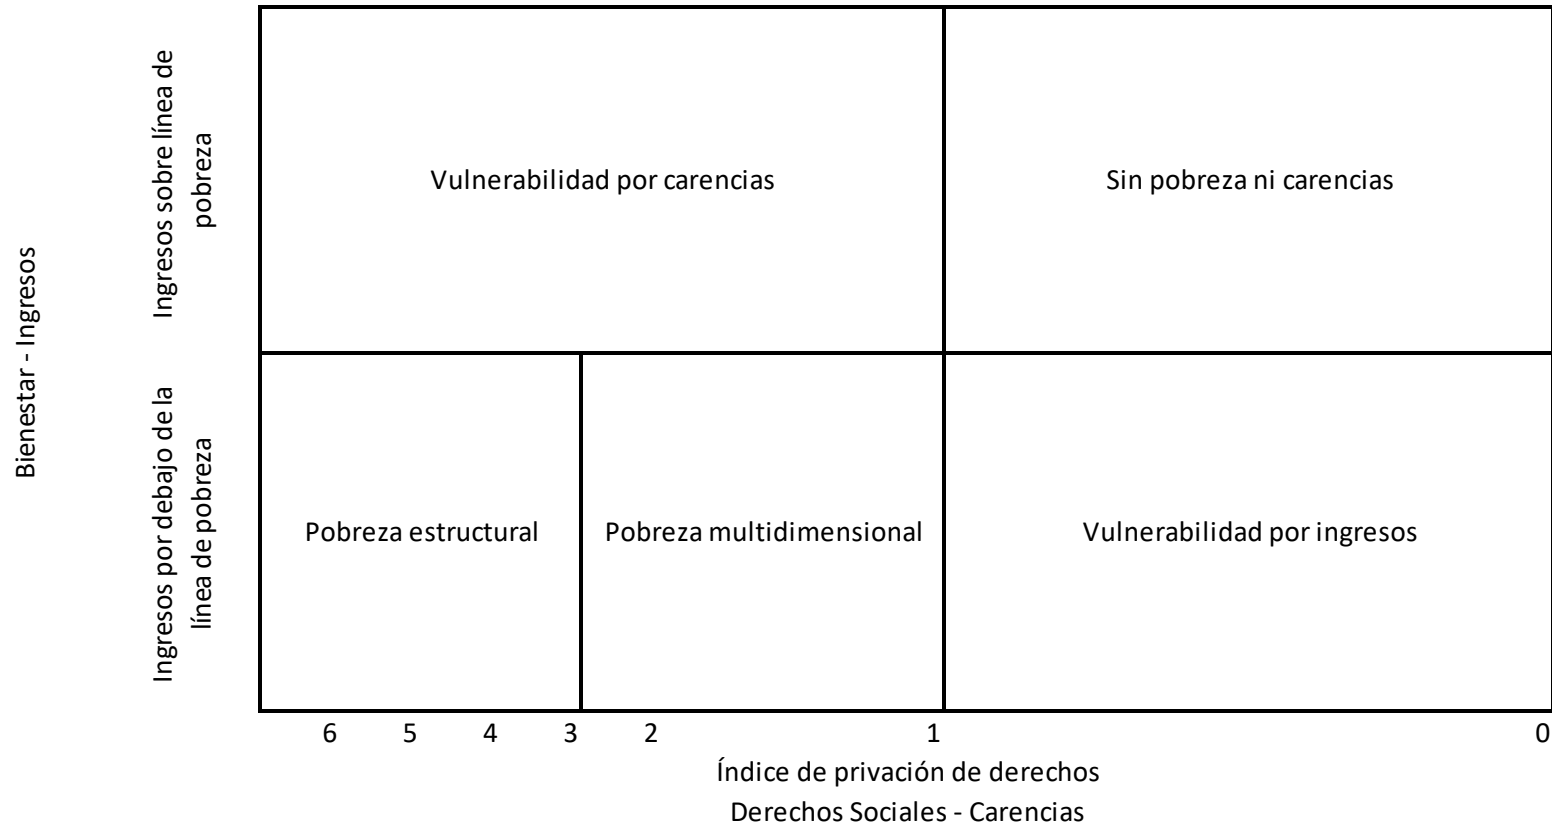 Bienestar - Ingresos
Ingresos sobre línea de
pobreza
Vulnerabilidad por carencias
Sin pobreza ni carencias
Ingresos por debajo de la
línea de pobreza
Pobreza estructural
Pobreza multidimensional
Vulnerabilidad por ingresos
6 5 4 3 2 1 0
Índice de privación de derechos
Derechos Sociales - Carencias